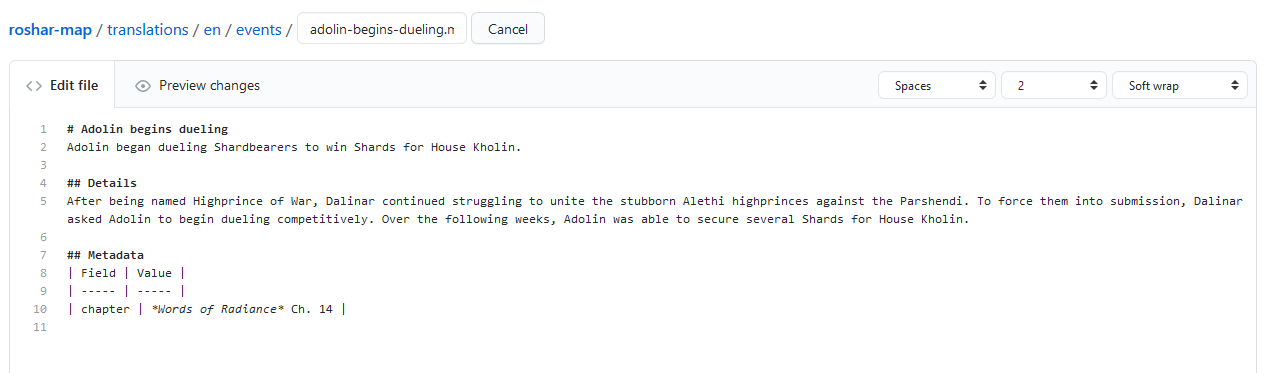 roshar-map / translations / en / events / adolin-begins-dueling.n Cancel
<> Edit file Preview changes Spaces 2 Soft wrap
1 # Adolin begins dueling
2 Adolin began dueling Shardbearers to win Shards for House Kholin.
3
4 ## Details
5 After being named Highprince of War, Dalinar continued struggling to unite the stubborn Alethi highprinces against the Parshendi. To force them into submission, Dalinar
asked Adolin to begin dueling competitively. Over the following weeks, Adolin was able to secure several Shards for House Kholin.
6
7 ## Metadata
8 | Field | Value |
9 | ----- | ----- |
10 | chapter | *Words of Radiance* Ch. 14 |
11